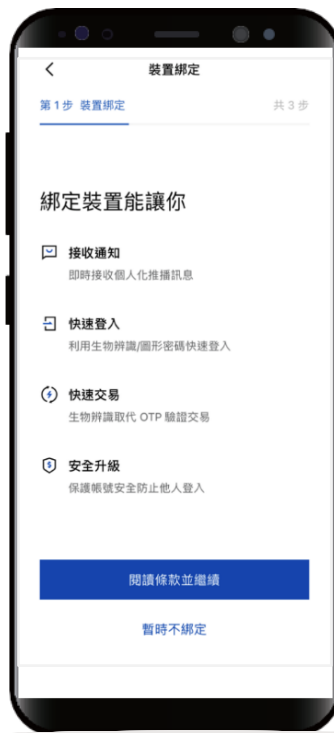 裝置綁定
第 1 步 裝置綁定
共 3 步
綁定裝置能讓你
接收通知
即時接收個人化推播訊息
快速登入
利用生物辨識/圖形密碼快速登入
快速交易
生物辨識取代 OTP 驗證交易
安全升級
保護帳號安全防止他人登入
閱讀條款並繼續
暫時不綁定